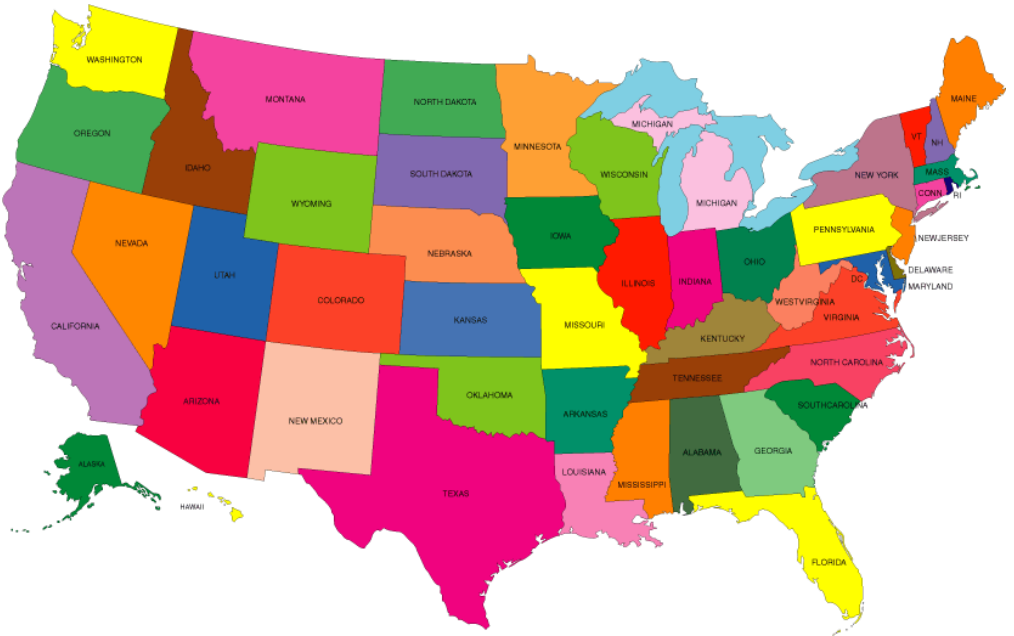 WASHINGTON
MONTANA
NORTH DAKOTA
MAINE
OREGON
IDAHO
MINNESOTA
MICHIGAN
VT
NH
SOUTH DAKOTA
WISCONSIN
NEW YORK
MASS
CONN
RI
WYOMING
MICHIGAN
NEVADA
NEBRASKA
IOWA
PENNSYLVANIA
NEWJERSEY
UTAH
COLORADO
ILLINOIS
INDIANA
OHIO
DC
DELAWARE
MARYLAND
CALIFORNIA
KANSAS
MISSOURI
KENTUCKY
WESTVIRGINIA
VIRGINIA
ARIZONA
NEW MEXICO
OKLAHOMA
ARKANSAS
TENNESSEE
NORTH CAROLINA
SOUTHCAROLINA
ALASKA
HAWAII
TEXAS
LOUISIANA
MISSISSIPPI
ALABAMA
GEORGIA
FLORIDA